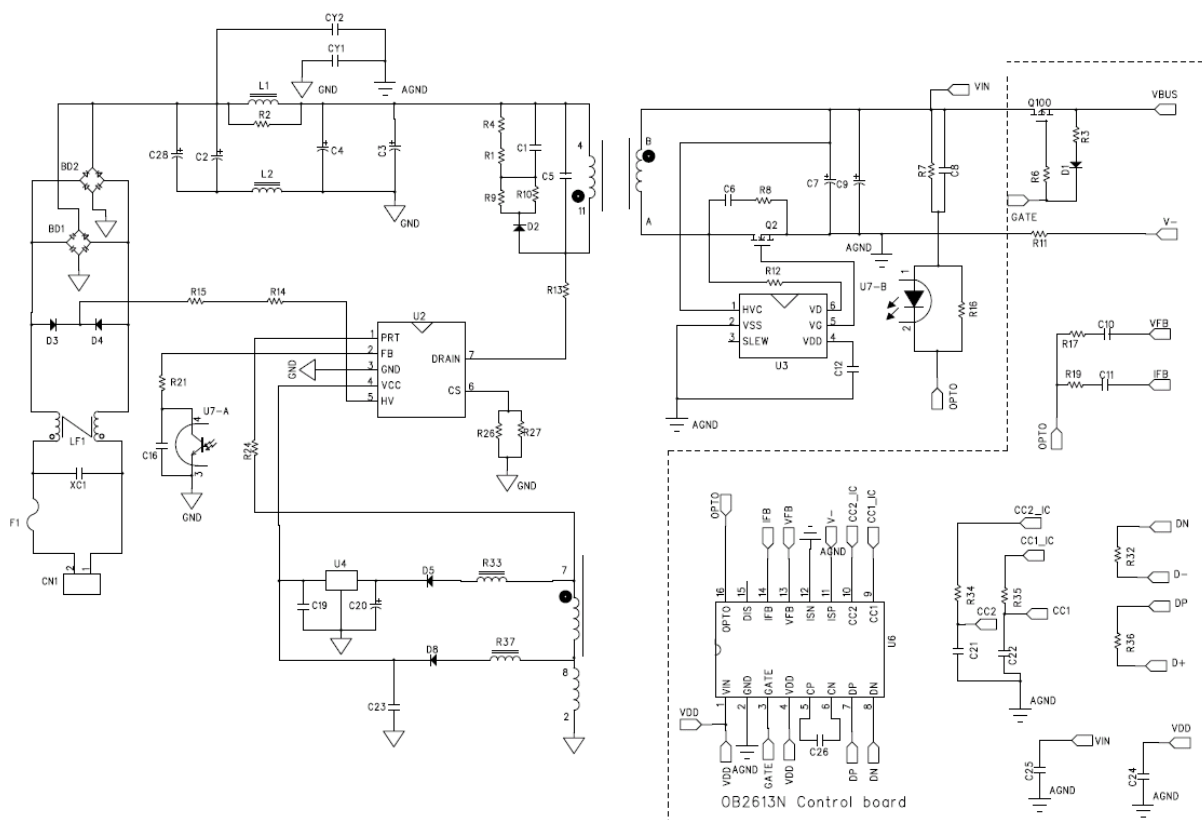 CY2
CY1
GND
AGND
L1
R2
VIN
Q100
VBUS
BD2
C28
C2
C4
C3
L2
GND
R4
C1
R1
R9
R10
D2
C5
4
11
B
A
C6
R8
Q2
C7
C9
R7
C8
R3
R6
D1
GATE
AGND
R11
V-
BD1
R15
R14
R13
R12
D3
D4
U2
1 PRT
2 FB
3 GND
4 VCC
5 HV
DRAIN 7
CS 6
GND
1 HVC
2 VSS
3 SLEW
VD 6
VG 5
VDD 4
U3
C12
AGND
U7-B
1
2
R16
OPTO
C10
VFB
R17
R19
C11
IFB
OPTO
R21
U7-A
4
3
C16
GND
R24
R26
R27
GND
LF1
XC1
F1
2
1
CN1
U4
C19
C20
D5
R33
7
D8
R37
8
2
C23
OPTO
IFB
VFB
AGND
V-
CC2_IC
CC1_IC
16 OPTO
15 DIS
14 IFB
13 VFB
12 ISN
11 ISP
10 CC2
9 CC1
U6
VIN 1
GND 2
GATE 3
VDD 4
CP 5
CN 6
DP 7
DN 8
VDD
VDD
AGND
GATE
VDD
C26
DP
DN
OB2613N Control board
CC2_IC
CC1_IC
R34
R35
CC2
CC1
C21
C22
AGND
DN
R32
D-
DP
R36
D+
VIN
C25
AGND
VDD
C24
AGND